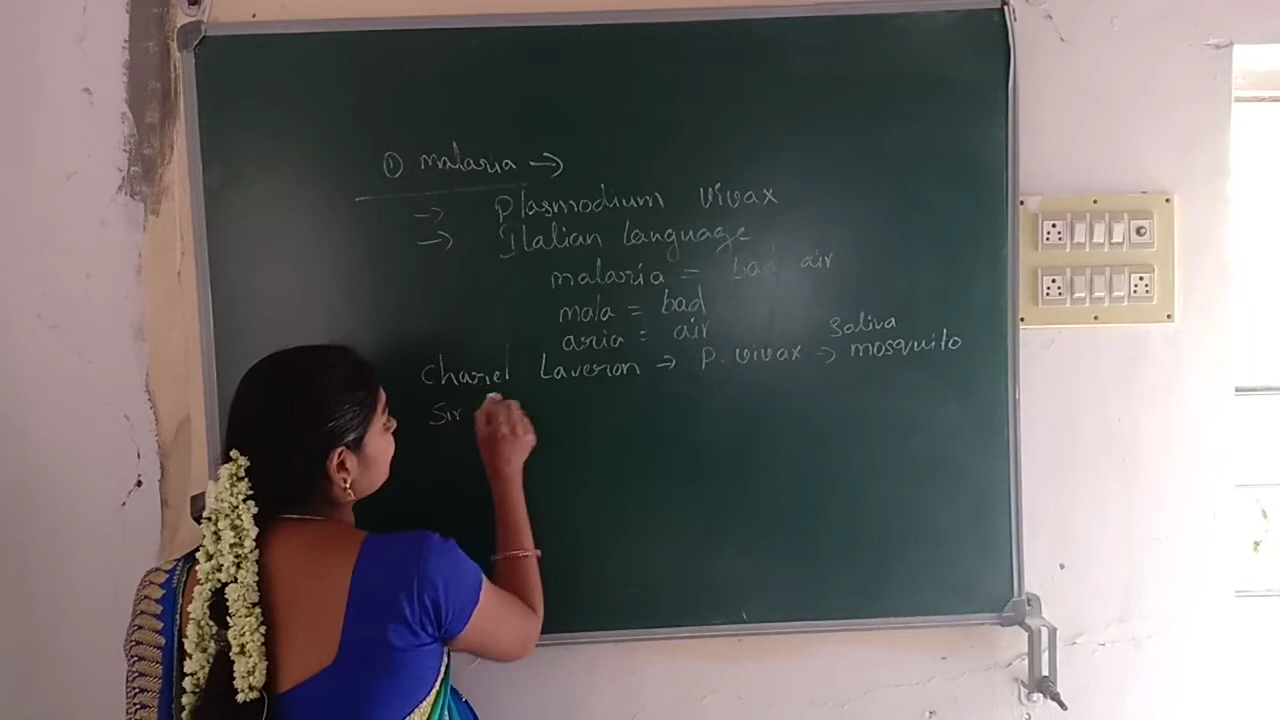 ① malaria →
→ Plasmodium vivax
→ Italian language
malaria = bad air
mala = bad
aria = air
Saliva
Charel Laveron → P. vivax → mosquito
Sir